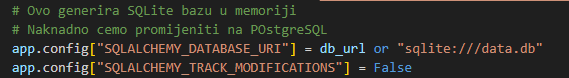 # Ovo generira SQLite bazu u memoriji
# Naknadno cemo promijeniti na POstgreSQL
app.config["SQLALCHEMY_DATABASE_URI"] = db_url or "sqlite:///data.db"
app.config["SQLALCHEMY_TRACK_MODIFICATIONS"] = False